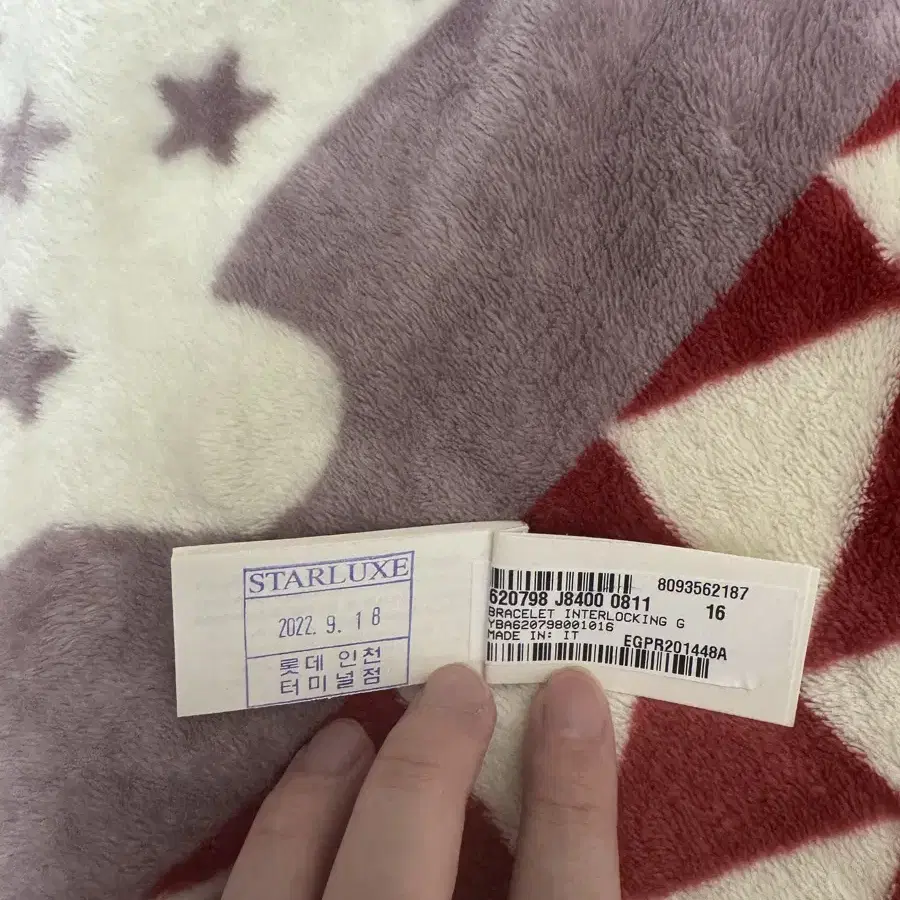 STARLUXE
2022. 9. 18
롯데 인천
터미널점
8093562187
620798 J8400 0811 16
BRACELET INTERLOCKING G
YBA620798001016
MADE IN: IT EGPR201448A